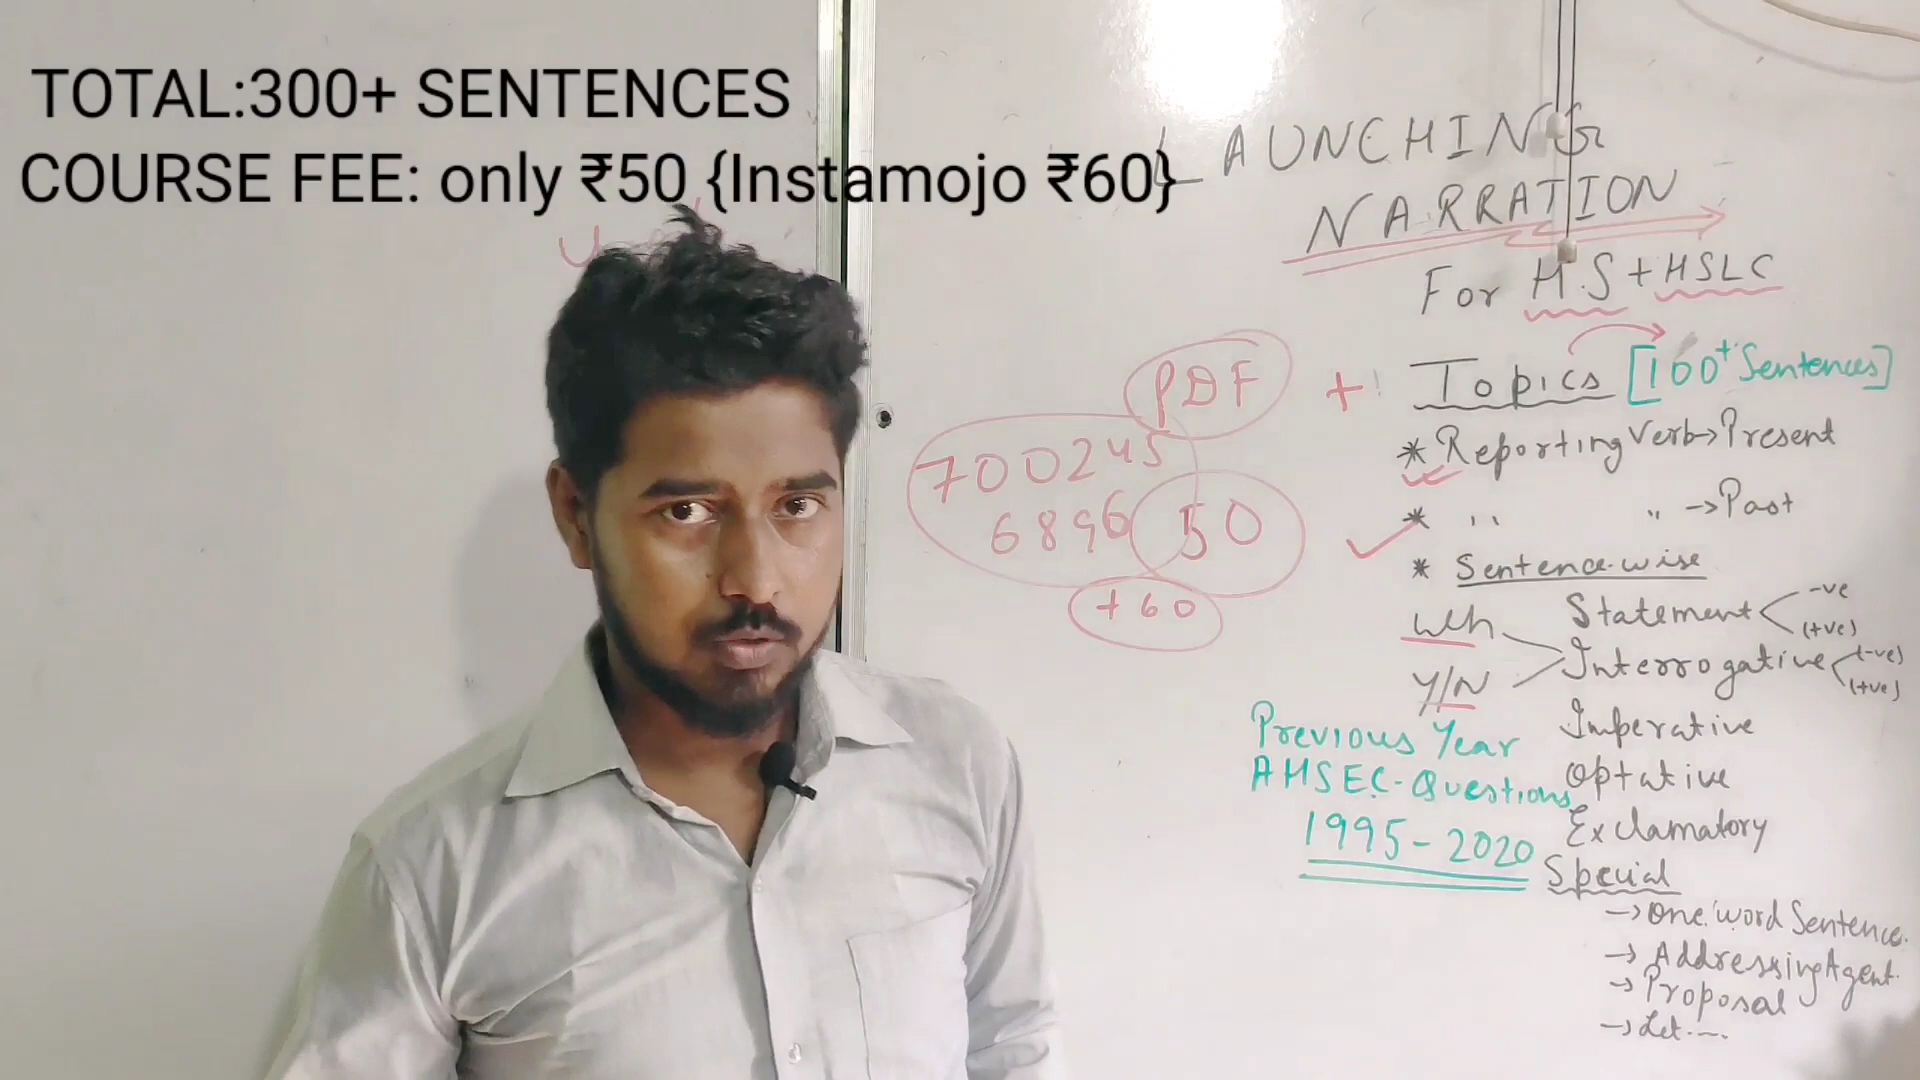 TOTAL:300+ SENTENCES
COURSE FEE: only ₹50 {Instamojo ₹60}
LAUNCHING
NARRATION
For H.S + HSLC
PDF + Topics [100+ Sentences]
* Reporting Verb → Present
* " " → Past
* Sentence-wise
700245
6896
50
+60
Statement -ve
(+ve)
Wh
Y/N
Interrogative (-ve)
(+ve)
Imperative
Optative
Exclamatory
Special
→ One word Sentence.
→ Addressing Agent.
→ Proposal
→ Let ....
Previous Year
AHSEC-Questions
1995-2020